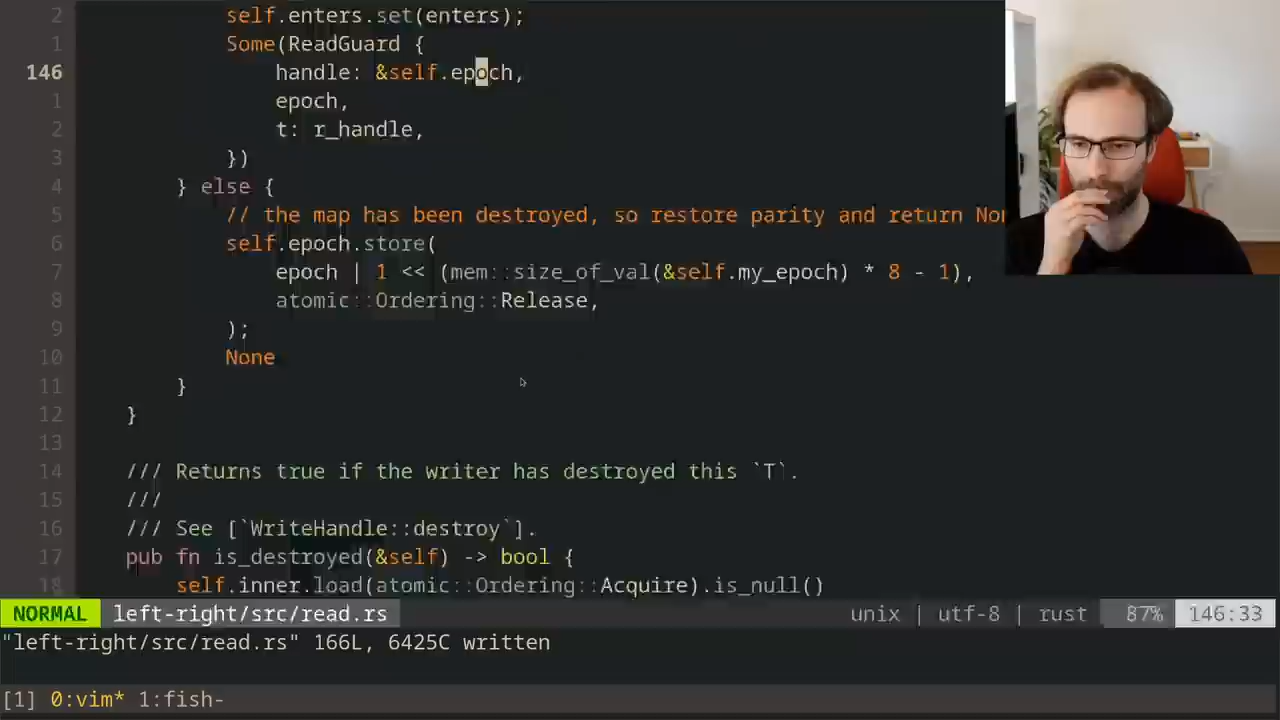 2 self.enters.set(enters);
1 Some(ReadGuard {
146 handle: &self.epoch,
1 epoch,
2 t: r_handle,
3 })
4 } else {
5 // the map has been destroyed, so restore parity and return
6 self.epoch.store(
7 epoch | 1 << (mem::size_of_val(&self.my_epoch) * 8 - 1),
8 atomic::Ordering::Release,
9 );
10 None
11 }
12 }
13
14 /// Returns true if the writer has destroyed this `T`.
15 ///
16 /// See [`WriteHandle::destroy`].
17 pub fn is_destroyed(&self) -> bool {
18 self.inner.load(atomic::Ordering::Acquire).is_null()
NORMAL left-right/src/read.rs unix | utf-8 | rust 87% 146:33
"left-right/src/read.rs" 166L, 6425C written
[1] 0:vim* 1:fish-